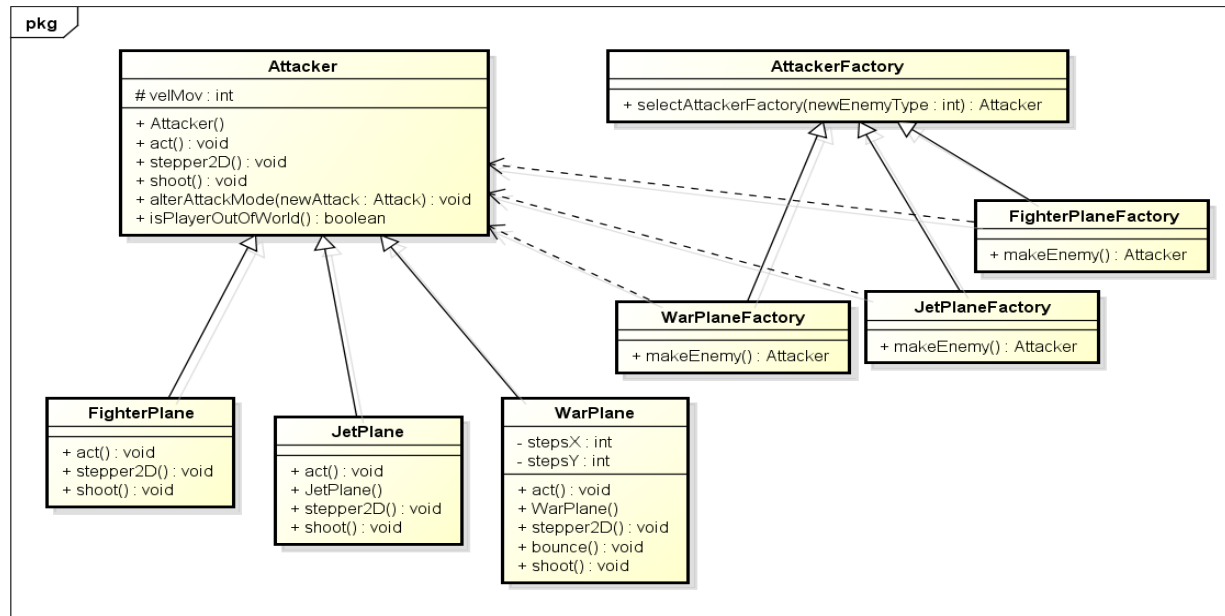 pkg
Attacker
# velMov : int
+ Attacker()
+ act() : void
+ stepper2D() : void
+ shoot() : void
+ alterAttackMode(newAttack : Attack) : void
+ isPlayerOutOfWorld() : boolean
AttackerFactory
+ selectAttackerFactory(newEnemyType : int) : Attacker
FighterPlaneFactory
+ makeEnemy() : Attacker
JetPlaneFactory
+ makeEnemy() : Attacker
WarPlaneFactory
+ makeEnemy() : Attacker
FighterPlane
+ act() : void
+ stepper2D() : void
+ shoot() : void
JetPlane
+ act() : void
+ JetPlane()
+ stepper2D() : void
+ shoot() : void
WarPlane
- stepsX : int
- stepsY : int
+ act() : void
+ WarPlane()
+ stepper2D() : void
+ bounce() : void
+ shoot() : void